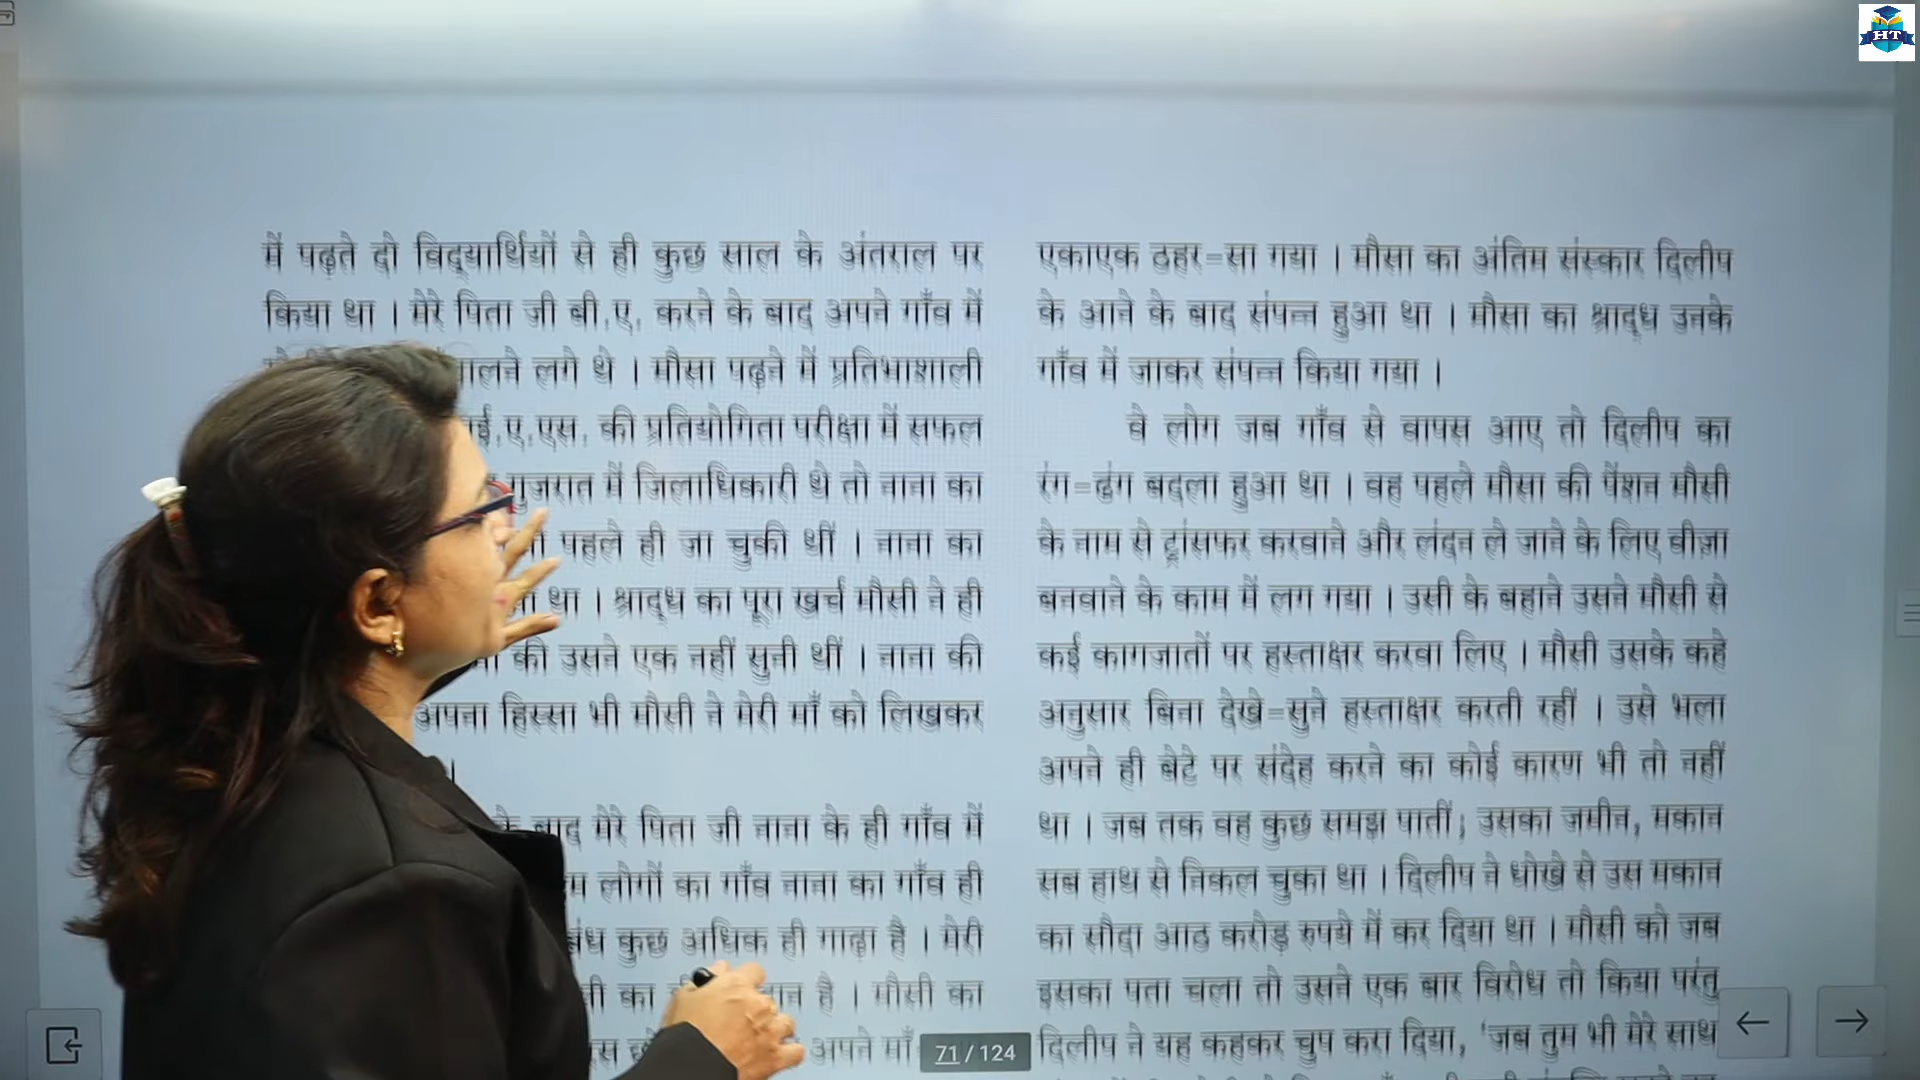 HT
में पढ़ते दो विद्यार्थियों से ही कुछ साल के अंतराल पर
किया था । मेरे पिता जी बी.ए. करने के बाद अपने गाँव में
लगे थे । मौसा पढ़ने में प्रतिभाशाली
की प्रतियोगिता परीक्षा में सफल
गुजरात में जिलाधिकारी थे तो नाना का
पहले ही जा चुकी थीं । नाना का
था । श्राद्ध का पूरा खर्च मौसी ने ही
की उसने एक नहीं सुनी थीं । नाना की
अपना हिस्सा भी मौसी ने मेरी माँ को लिखकर
।
के बाद मेरे पिता जी नाना के ही गाँव में
लोगों का गाँव नाना का गाँव ही
कुछ अधिक ही गाढ़ा है । मेरी
का है । मौसी का
अपने माँ
एकाएक ठहर-सा गया । मौसा का अंतिम संस्कार दिलीप
के आने के बाद संपन्न हुआ था । मौसा का श्राद्ध उनके
गाँव में जाकर संपन्न किया गया ।
वे लोग जब गाँव से वापस आए तो दिलीप का
रंग-ढंग बदला हुआ था । वह पहले मौसा की पेंशन मौसी
के नाम से ट्रांसफर करवाने और लंदन ले जाने के लिए वीज़ा
बनवाने के काम में लग गया । उसी के बहाने उसने मौसी से
कई कागजातों पर हस्ताक्षर करवा लिए । मौसी उसके कहे
अनुसार बिना देखे-सुने हस्ताक्षर करती रहीं । उसे भला
अपने ही बेटे पर संदेह करने का कोई कारण भी तो नहीं
था । जब तक वह कुछ समझ पातीं; उसका जमीन, मकान
सब हाथ से निकल चुका था । दिलीप ने धोखे से उस मकान
का सौदा आठ करोड़ रुपये में कर दिया था । मौसी को जब
इसका पता चला तो उसने एक बार विरोध तो किया परंतु
दिलीप ने यह कहकर चुप करा दिया, 'जब तुम भी मेरे साथ
71 / 124